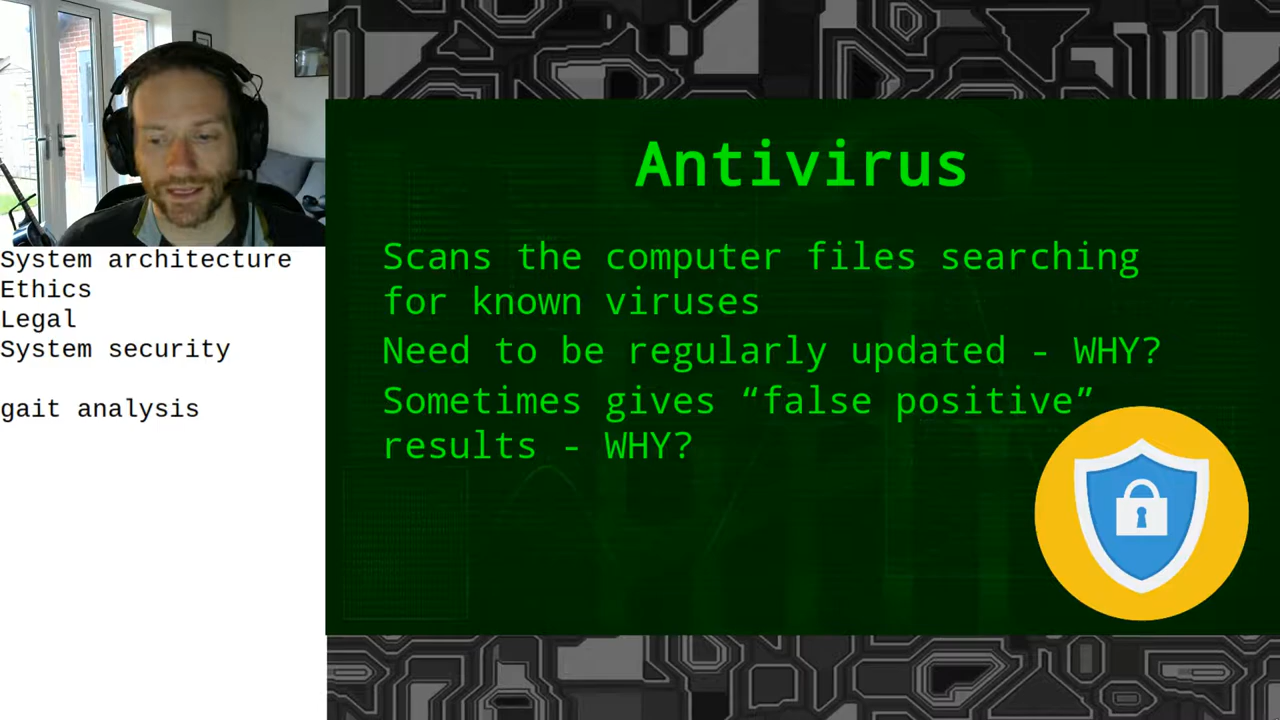 System architecture
Ethics
Legal
System security
gait analysis
Antivirus
Scans the computer files searching
for known viruses
Need to be regularly updated - WHY?
Sometimes gives “false positive”
results - WHY?